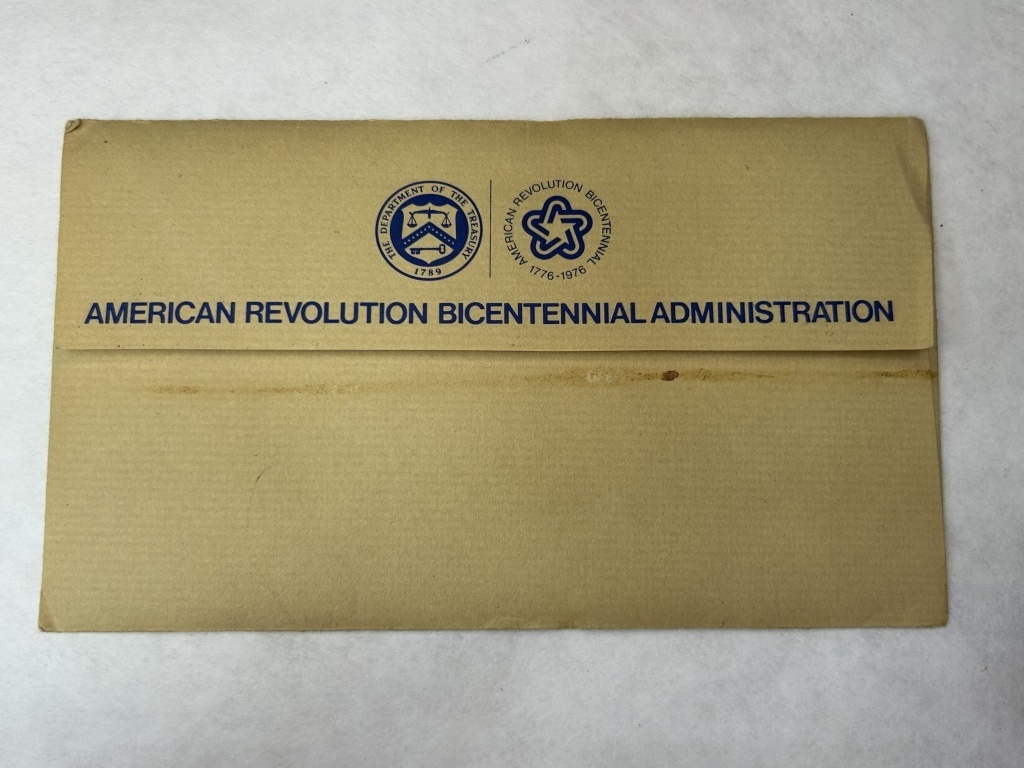 THE DEPARTMENT OF THE TREASURY
1789
AMERICAN REVOLUTION BICENTENNIAL
1776-1976
AMERICAN REVOLUTION BICENTENNIAL ADMINISTRATION